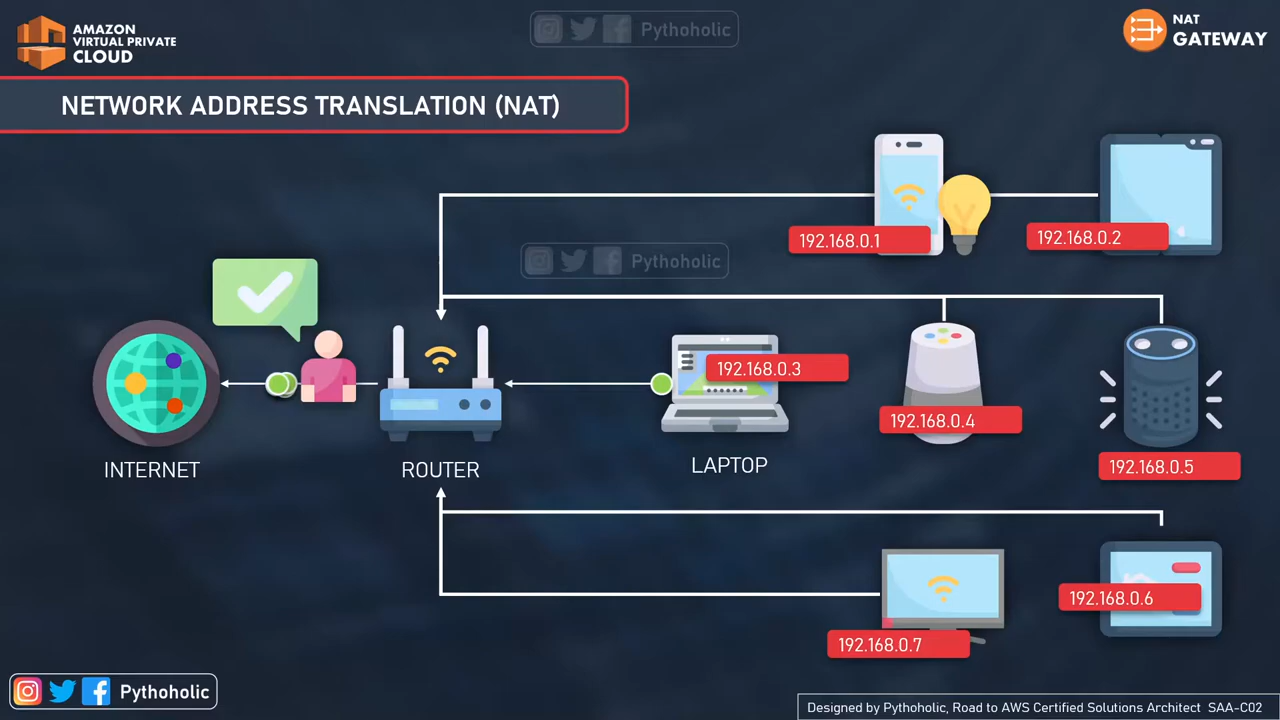 AMAZON
VIRTUAL PRIVATE
CLOUD
Pythoholic
NAT
GATEWAY
NETWORK ADDRESS TRANSLATION (NAT)
192.168.0.1
192.168.0.2
Pythoholic
192.168.0.3
192.168.0.4
192.168.0.5
INTERNET
ROUTER
LAPTOP
192.168.0.6
192.168.0.7
Pythoholic
Designed by Pythoholic, Road to AWS Certified Solutions Architect SAA-C02